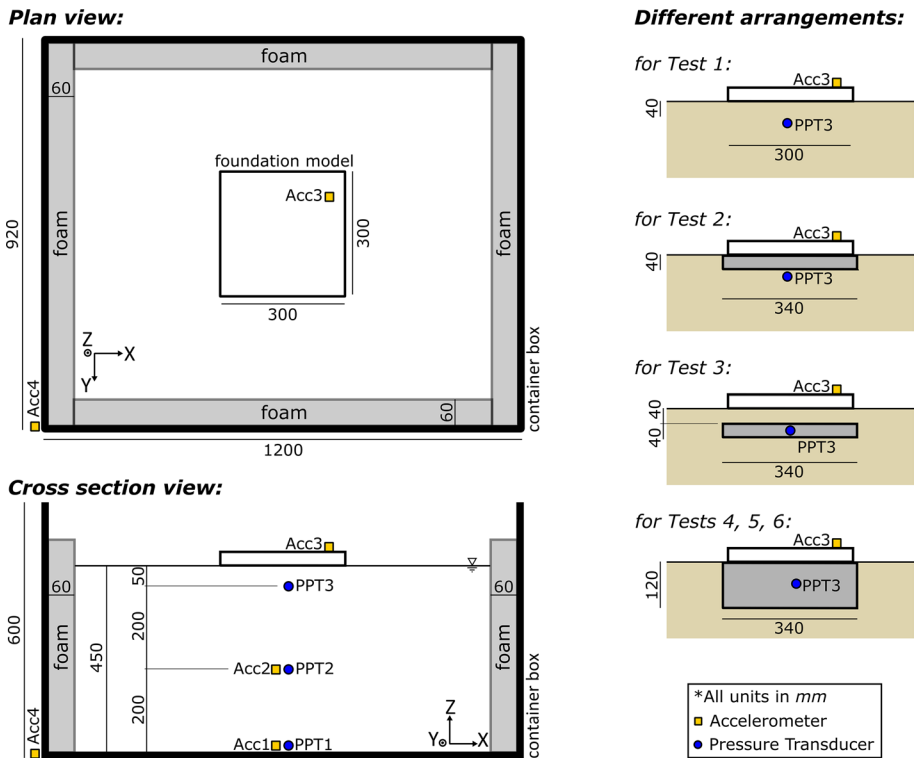 Plan view:
foam
60
foundation model
Acc3
foam
300
foam
920
300
Z
X
Y
Acc4
foam
60
container box
1200
Cross section view:
Acc3
50
PPT3
60
60
200
600
foam
450
foam
Acc2
PPT2
200
Z
Y
X
Acc4
Acc1
PPT1
container box
Different arrangements:
for Test 1:
Acc3
40
PPT3
300
for Test 2:
Acc3
40
PPT3
340
for Test 3:
Acc3
40
40
PPT3
340
for Tests 4, 5, 6:
Acc3
120
PPT3
340
*All units in mm
Accelerometer
Pressure Transducer